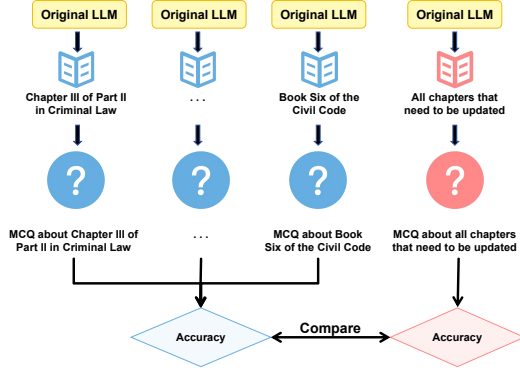 Original LLM
Original LLM
Original LLM
Original LLM
Chapter III of Part II
in Criminal Law
. . .
Book Six of the
Civil Code
All chapters that
need to be updated
?
?
?
?
MCQ about Chapter III of
Part II in Criminal Law
. . .
MCQ about Book
Six of the Civil Code
MCQ about all chapters
that need to be updated
Accuracy
Compare
Accuracy